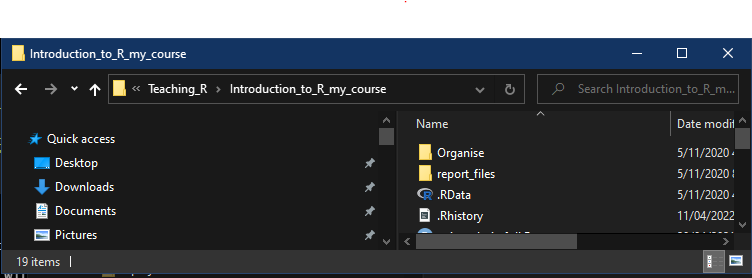 Introduction_to_R_my_course
« Teaching_R > Introduction_to_R_my_course
Search Introduction_to_R_m...
Quick access
Desktop
Downloads
Documents
Pictures
Name
Date modif
Organise
5/11/2020 4
report_files
5/11/2020 8
.RData
5/11/2020 4
.Rhistory
11/04/2022
19 items